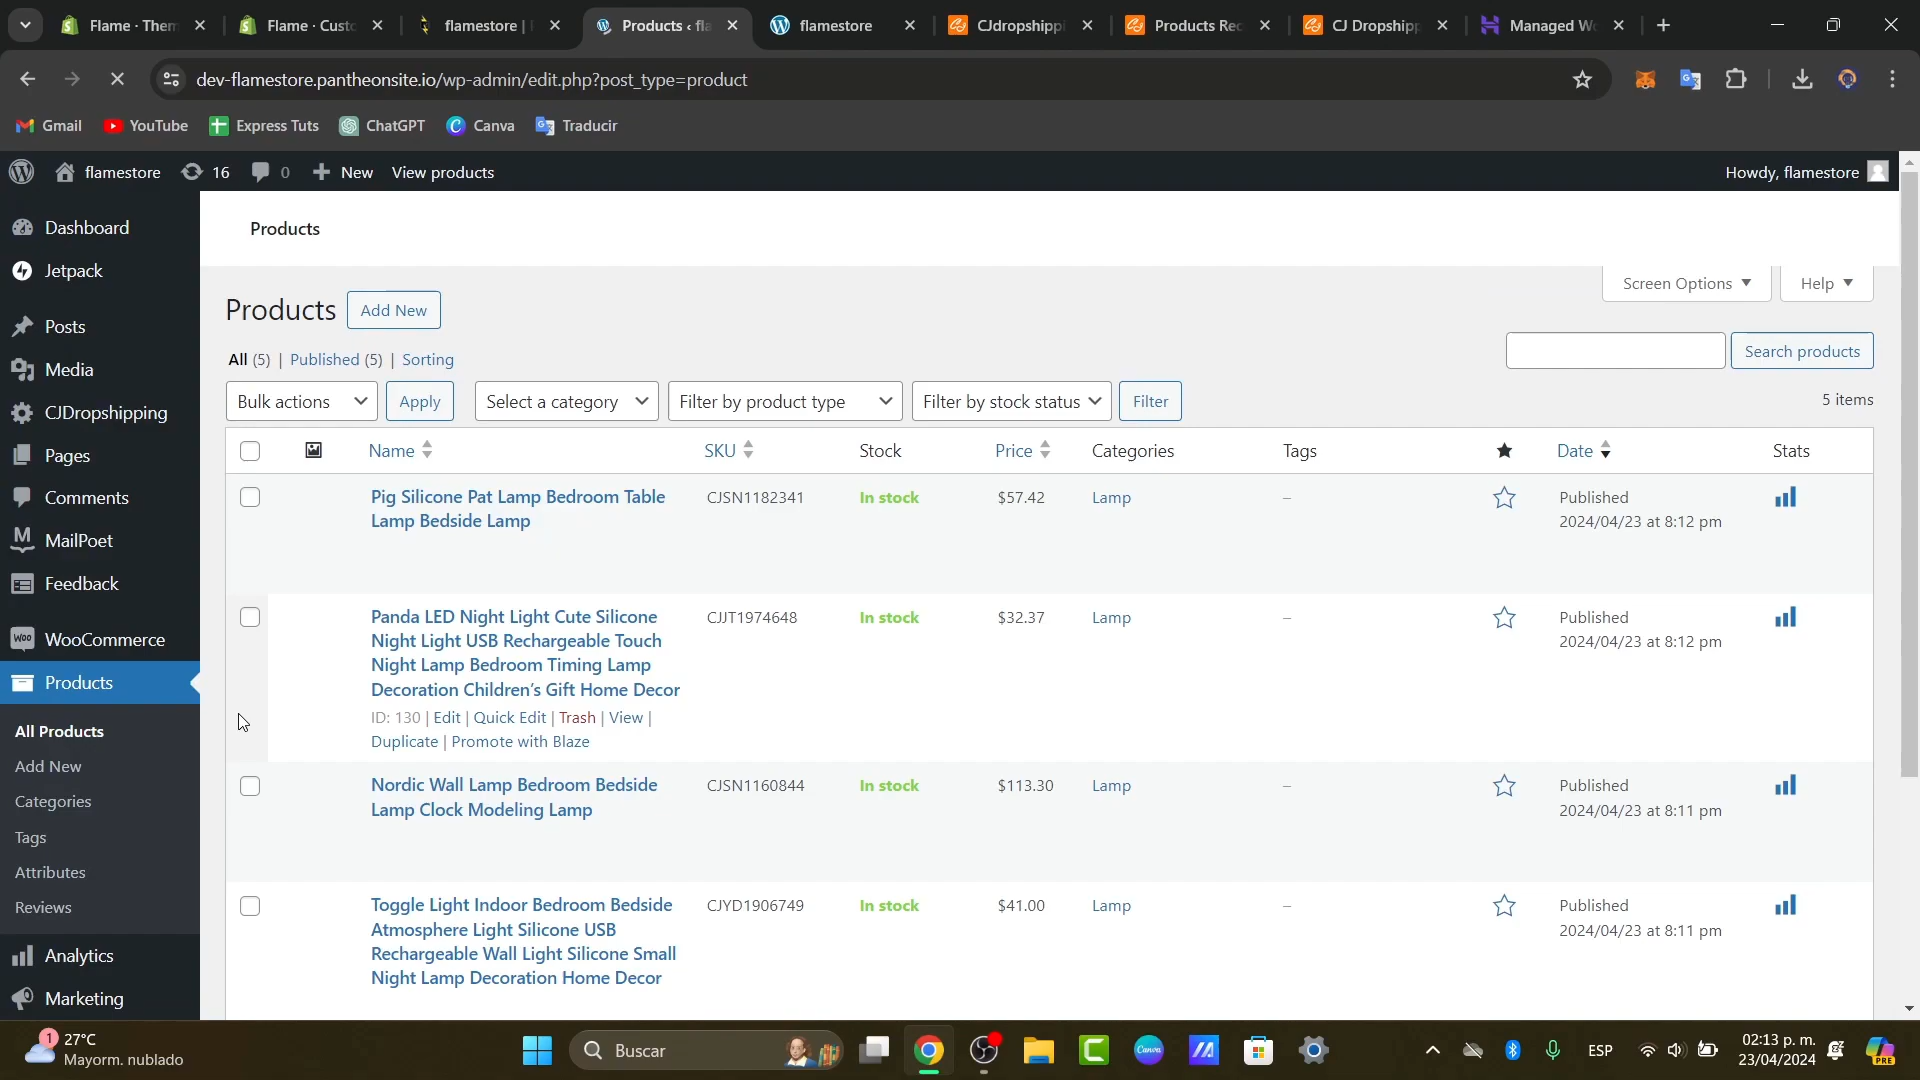 Flame · Then
Flame · Custo
flamestore |
Products ‹ fla
flamestore
CJdropshippi
Products Rec
CJ Dropshipp
Managed Wo
dev-flamestore.pantheonsite.io/wp-admin/edit.php?post_type=product
Gmail
YouTube
Express Tuts
ChatGPT
Canva
Traducir
flamestore
16
0
New
View products
Howdy, flamestore
Dashboard
Jetpack
Posts
Media
CJDropshipping
Pages
Comments
MailPoet
Feedback
WooCommerce
Products
All Products
Add New
Categories
Tags
Attributes
Reviews
Analytics
Marketing
Products
Screen Options
Help
Products
Add New
All (5) | Published (5) | Sorting
Search products
Bulk actions
Apply
Select a category
Filter by product type
Filter by stock status
Filter
5 items
Name
SKU
Stock
Price
Categories
Tags
Date
Stats
Pig Silicone Pat Lamp Bedroom Table
Lamp Bedside Lamp
CJSN1182341
In stock
$57.42
Lamp
–
Published
2024/04/23 at 8:12 pm
Panda LED Night Light Cute Silicone
Night Light USB Rechargeable Touch
Night Lamp Bedroom Timing Lamp
Decoration Children's Gift Home Decor
ID: 130 | Edit | Quick Edit | Trash | View |
Duplicate | Promote with Blaze
CJJT1974648
In stock
$32.37
Lamp
–
Published
2024/04/23 at 8:12 pm
Nordic Wall Lamp Bedroom Bedside
Lamp Clock Modeling Lamp
CJSN1160844
In stock
$113.30
Lamp
–
Published
2024/04/23 at 8:11 pm
Toggle Light Indoor Bedroom Bedside
Atmosphere Light Silicone USB
Rechargeable Wall Light Silicone Small
Night Lamp Decoration Home Decor
CJYD1906749
In stock
$41.00
Lamp
–
Published
2024/04/23 at 8:11 pm
1
27°C
Mayorm. nublado
Buscar
Canva
ESP
02:13 p. m.
23/04/2024
PRE